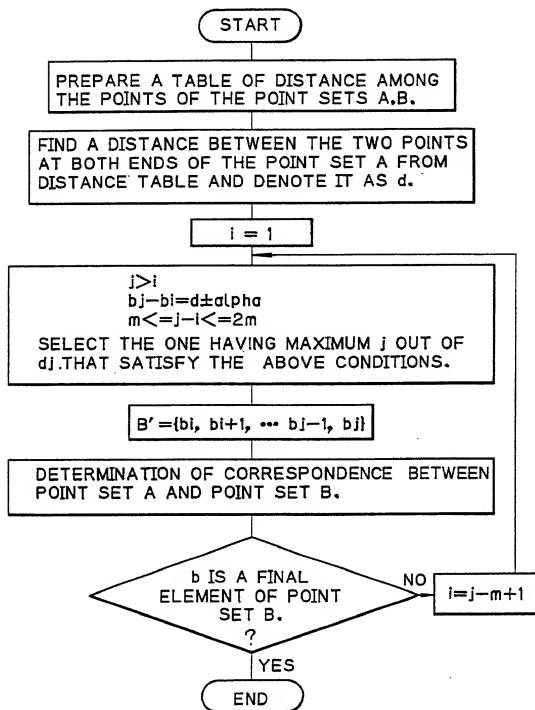 START
PREPARE A TABLE OF DISTANCE AMONG
THE POINTS OF THE POINT SETS A.B.
FIND A DISTANCE BETWEEN THE TWO POINTS
AT BOTH ENDS OF THE POINT SET A FROM
DISTANCE TABLE AND DENOTE IT AS d.
i = 1
j>i
bj-bi=d±alpha
m<=j-i<=2m
SELECT THE ONE HAVING MAXIMUM j OUT OF
dj.THAT SATISFY THE ABOVE CONDITIONS.
B'={bi, bi+1, ••• bj-1, bj}
DETERMINATION OF CORRESPONDENCE BETWEEN
POINT SET A AND POINT SET B.
b IS A FINAL
ELEMENT OF POINT
SET B.
?
NO
i=j-m+1
YES
END